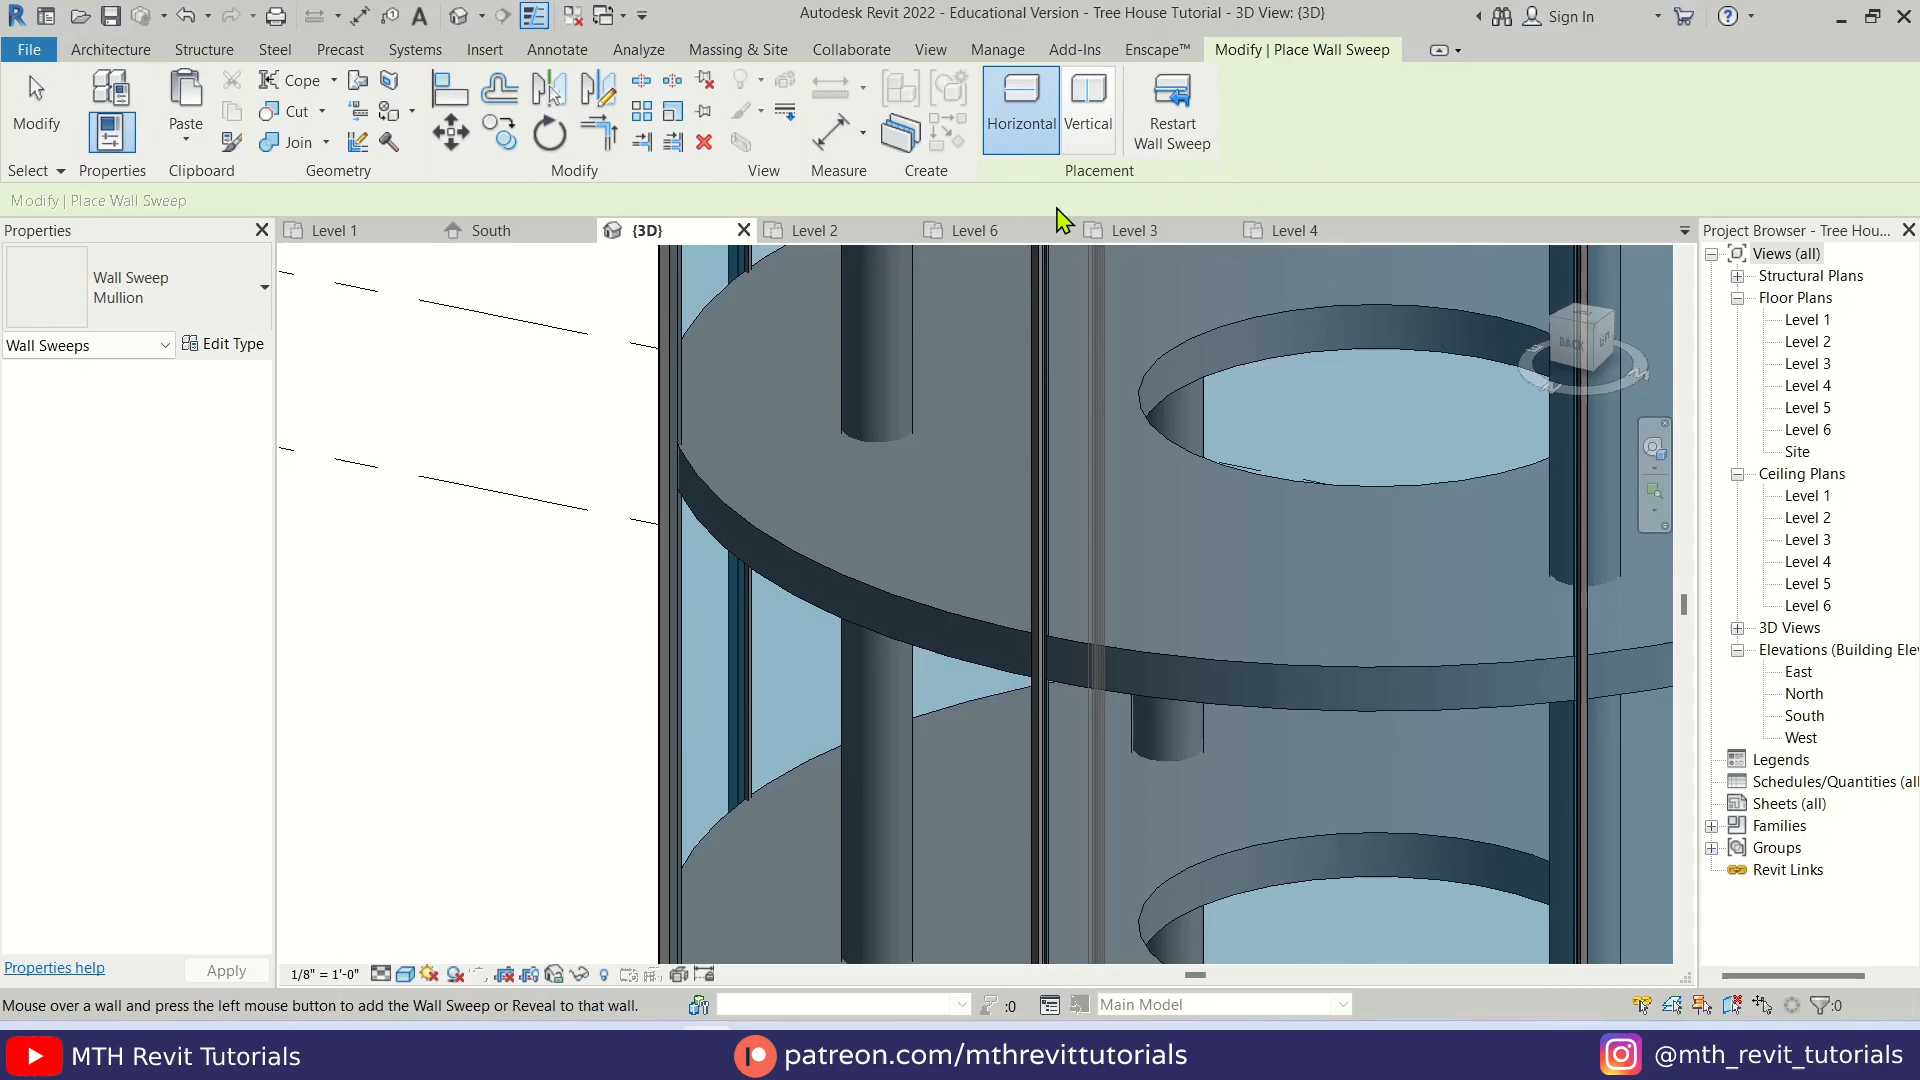 Autodesk Revit 2022 - Educational Version - Tree House Tutorial - 3D View: {3D}
Sign In
File Architecture Structure Steel Precast Systems Insert Annotate Analyze Massing & Site Collaborate View Manage Add-Ins Enscape™ Modify | Place Wall Sweep
Modify
Paste
Cope
Cut
Join
Horizontal
Vertical
Restart
Wall Sweep
Select Properties Clipboard Geometry Modify View Measure Create Placement
Modify | Place Wall Sweep
Properties
Level 1
South
{3D}
Level 2
Level 6
Level 3
Level 4
Project Browser - Tree Hou...
Wall Sweep
Mullion
Wall Sweeps
Edit Type
BACK
LEFT
Views (all)
Structural Plans
Floor Plans
Level 1
Level 2
Level 3
Level 4
Level 5
Level 6
Site
Ceiling Plans
Level 1
Level 2
Level 3
Level 4
Level 5
Level 6
3D Views
Elevations (Building Ele
East
North
South
West
Legends
Schedules/Quantities (all
Sheets (all)
Families
Groups
Revit Links
Properties help
Apply
1/8" = 1'-0"
Mouse over a wall and press the left mouse button to add the Wall Sweep or Reveal to that wall.
:0
Main Model
:0
MTH Revit Tutorials
patreon.com/mthrevittutorials
@mth_revit_tutorials